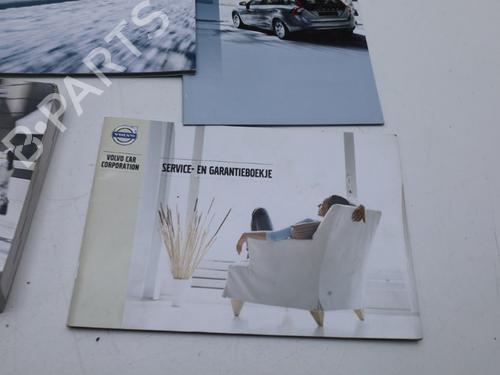 B-PARTS
VOLVO
VOLVO CAR
CORPORATION
SERVICE- EN GARANTIEBOEKJE